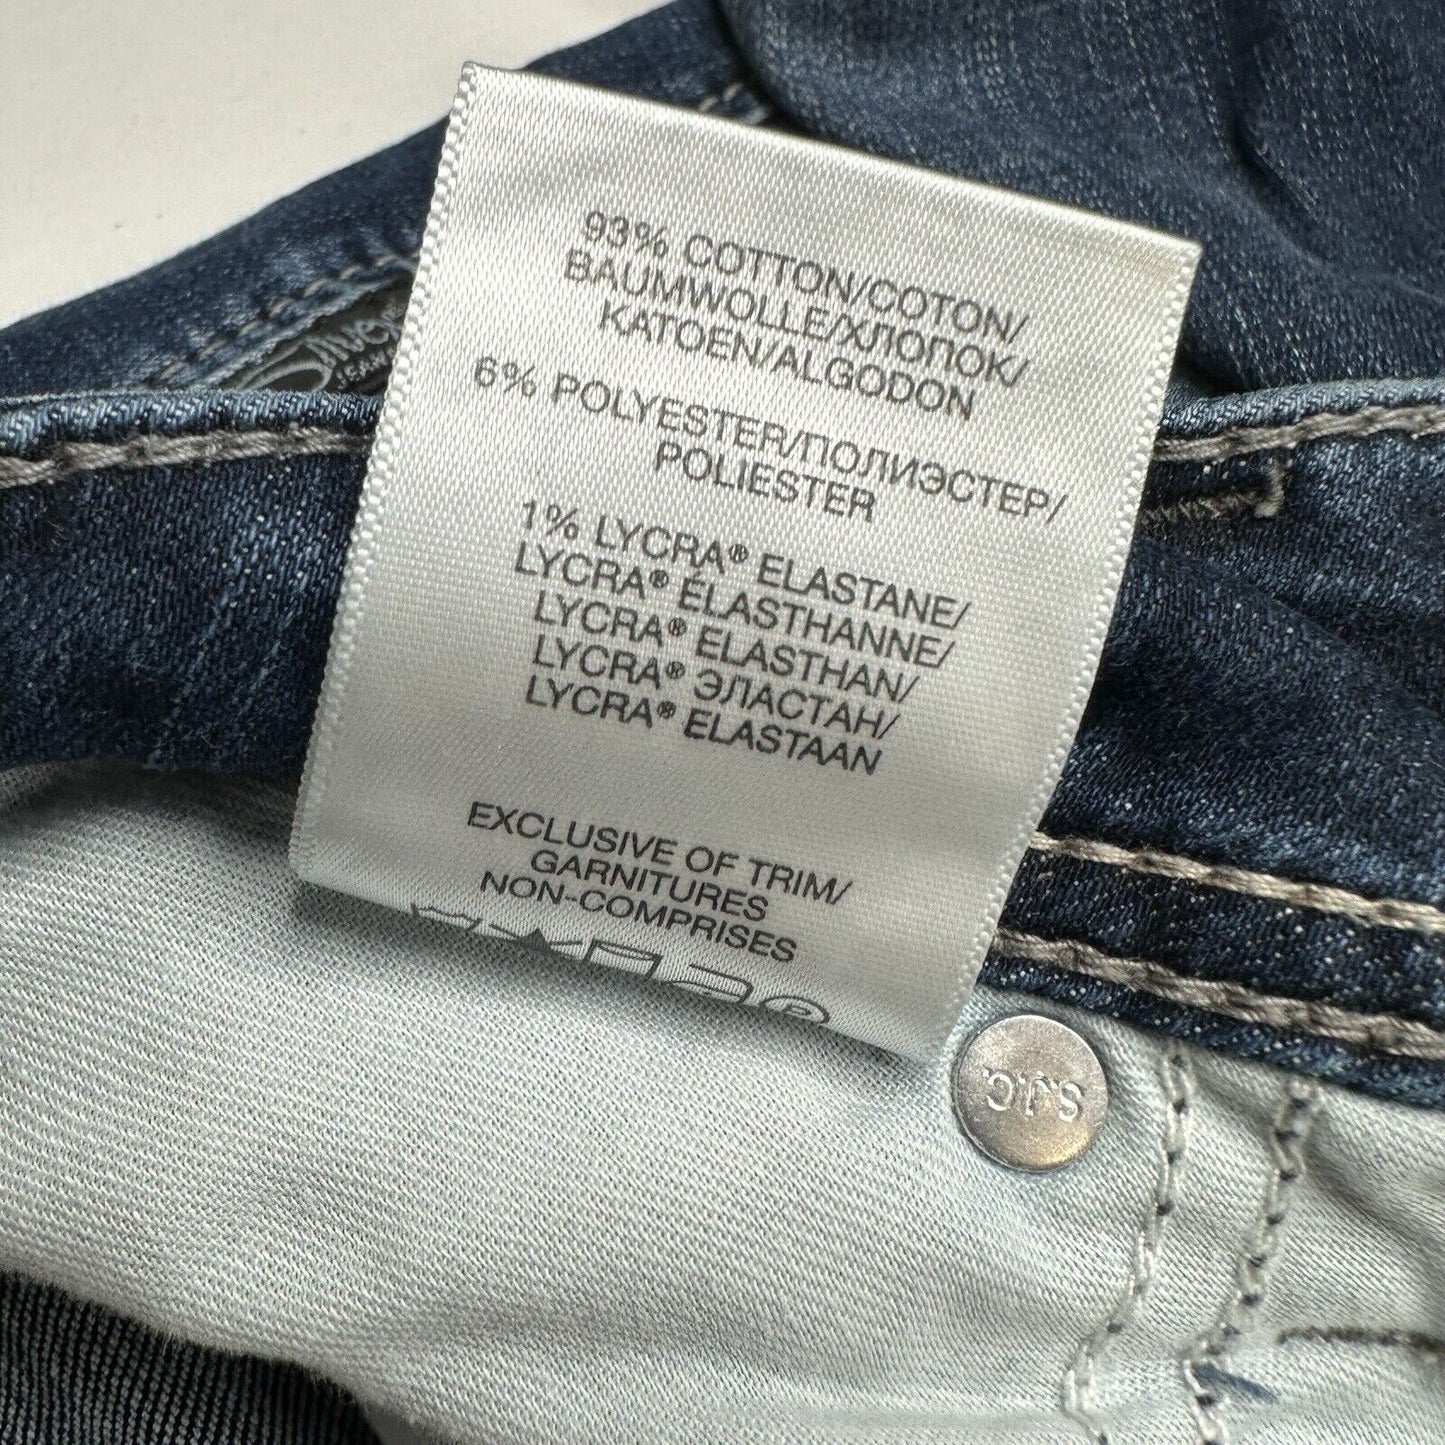 93% COTTON/COTON/
BAUMWOLLE/ХЛОПОК/
KATOEN/ALGODON
6% POLYESTER/ПОЛИЭСТЕР/
POLIESTER
1% LYCRA® ELASTANE/
LYCRA® ÉLASTHANNE/
LYCRA® ELASTHAN/
LYCRA® ЭЛАСТАН/
LYCRA® ELASTAAN
EXCLUSIVE OF TRIM/
GARNITURES
NON-COMPRISES
S.J.C.